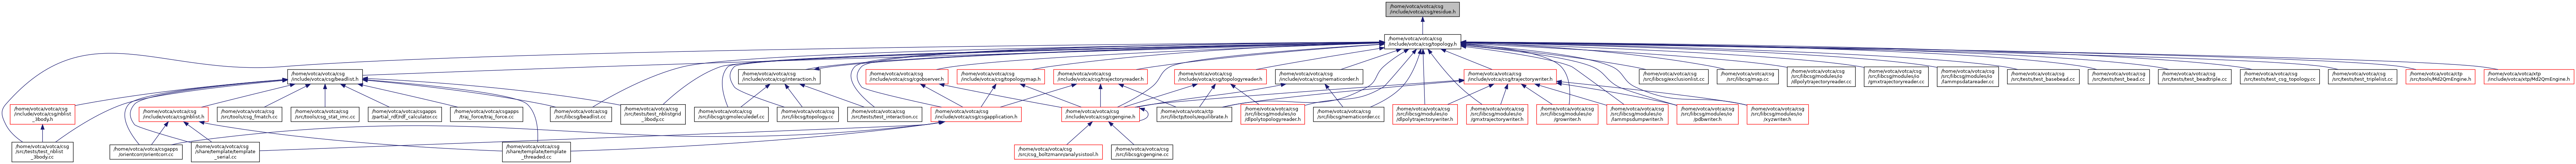 /home/votca/votca/csg
/include/votca/csg/residue.h
/home/votca/votca/csg
/include/votca/csg/topology.h
/home/votca/votca/csg
/include/votca/csg/beadlist.h
/home/votca/votca/csg
/include/votca/csg/interaction.h
/home/votca/votca/csg
/include/votca/csg/cgobserver.h
/home/votca/votca/csg
/include/votca/csg/topologymap.h
/home/votca/votca/csg
/include/votca/csg/trajectoryreader.h
/home/votca/votca/csg
/include/votca/csg/topologyreader.h
/home/votca/votca/csg
/include/votca/csg/nematicorder.h
/home/votca/votca/csg
/include/votca/csg/trajectorywriter.h
/home/votca/votca/csg
/src/libcsg/exclusionlist.cc
/home/votca/votca/csg
/src/libcsg/map.cc
/home/votca/votca/csg
/src/libcsg/modules/io
/dlpolytrajectoryreader.cc
/home/votca/votca/csg
/src/libcsg/modules/io
/gmxtrajectoryreader.cc
/home/votca/votca/csg
/src/libcsg/modules/io
/lammpsdatareader.cc
/home/votca/votca/csg
/src/tests/test_basebead.cc
/home/votca/votca/csg
/src/tests/test_bead.cc
/home/votca/votca/csg
/src/tests/test_beadtriple.cc
/home/votca/votca/csg
/src/tests/test_csg_topology.cc
/home/votca/votca/csg
/src/tests/test_triplelist.cc
/home/votca/votca/ctp
/src/tools/Md2QmEngine.h
/home/votca/votca/xtp
/include/votca/xtp/Md2QmEngine.h
/home/votca/votca/csg
/include/votca/csg/nblist
_3body.h
/home/votca/votca/csg
/include/votca/csg/nblist.h
/home/votca/votca/csg
/src/tools/csg_fmatch.cc
/home/votca/votca/csg
/src/tools/csg_stat_imc.cc
/home/votca/votca/csgapps
/partial_rdf/rdf_calculator.cc
/home/votca/votca/csgapps
/traj_force/traj_force.cc
/home/votca/votca/csg
/src/libcsg/beadlist.cc
/home/votca/votca/csg
/src/tests/test_nblistgrid
_3body.cc
/home/votca/votca/csg
/src/libcsg/cgmoleculedef.cc
/home/votca/votca/csg
/src/libcsg/topology.cc
/home/votca/votca/csg
/src/tests/test_interaction.cc
/home/votca/votca/csg
/include/votca/csg/csgapplication.h
/home/votca/votca/csg
/include/votca/csg/cgengine.h
/home/votca/votca/ctp
/src/libctp/tools/equilibrate.cc
/home/votca/votca/csg
/src/libcsg/modules/io
/dlpolytopologyreader.h
/home/votca/votca/csg
/src/libcsg/nematicorder.cc
/home/votca/votca/csg
/src/libcsg/modules/io
/dlpolytrajectorywriter.h
/home/votca/votca/csg
/src/libcsg/modules/io
/gmxtrajectorywriter.h
/home/votca/votca/csg
/src/libcsg/modules/io
/growriter.h
/home/votca/votca/csg
/src/libcsg/modules/io
/lammpsdumpwriter.h
/home/votca/votca/csg
/src/libcsg/modules/io
/pdbwriter.h
/home/votca/votca/csg
/src/libcsg/modules/io
/xyzwriter.h
/home/votca/votca/csg
/src/tests/test_nblist
_3body.cc
/home/votca/votca/csgapps
/orientcorr/orientcorr.cc
/home/votca/votca/csg
/share/template/template
_serial.cc
/home/votca/votca/csg
/share/template/template
_threaded.cc
/home/votca/votca/csg
/src/csg_boltzmann/analysistool.h
/home/votca/votca/csg
/src/libcsg/cgengine.cc